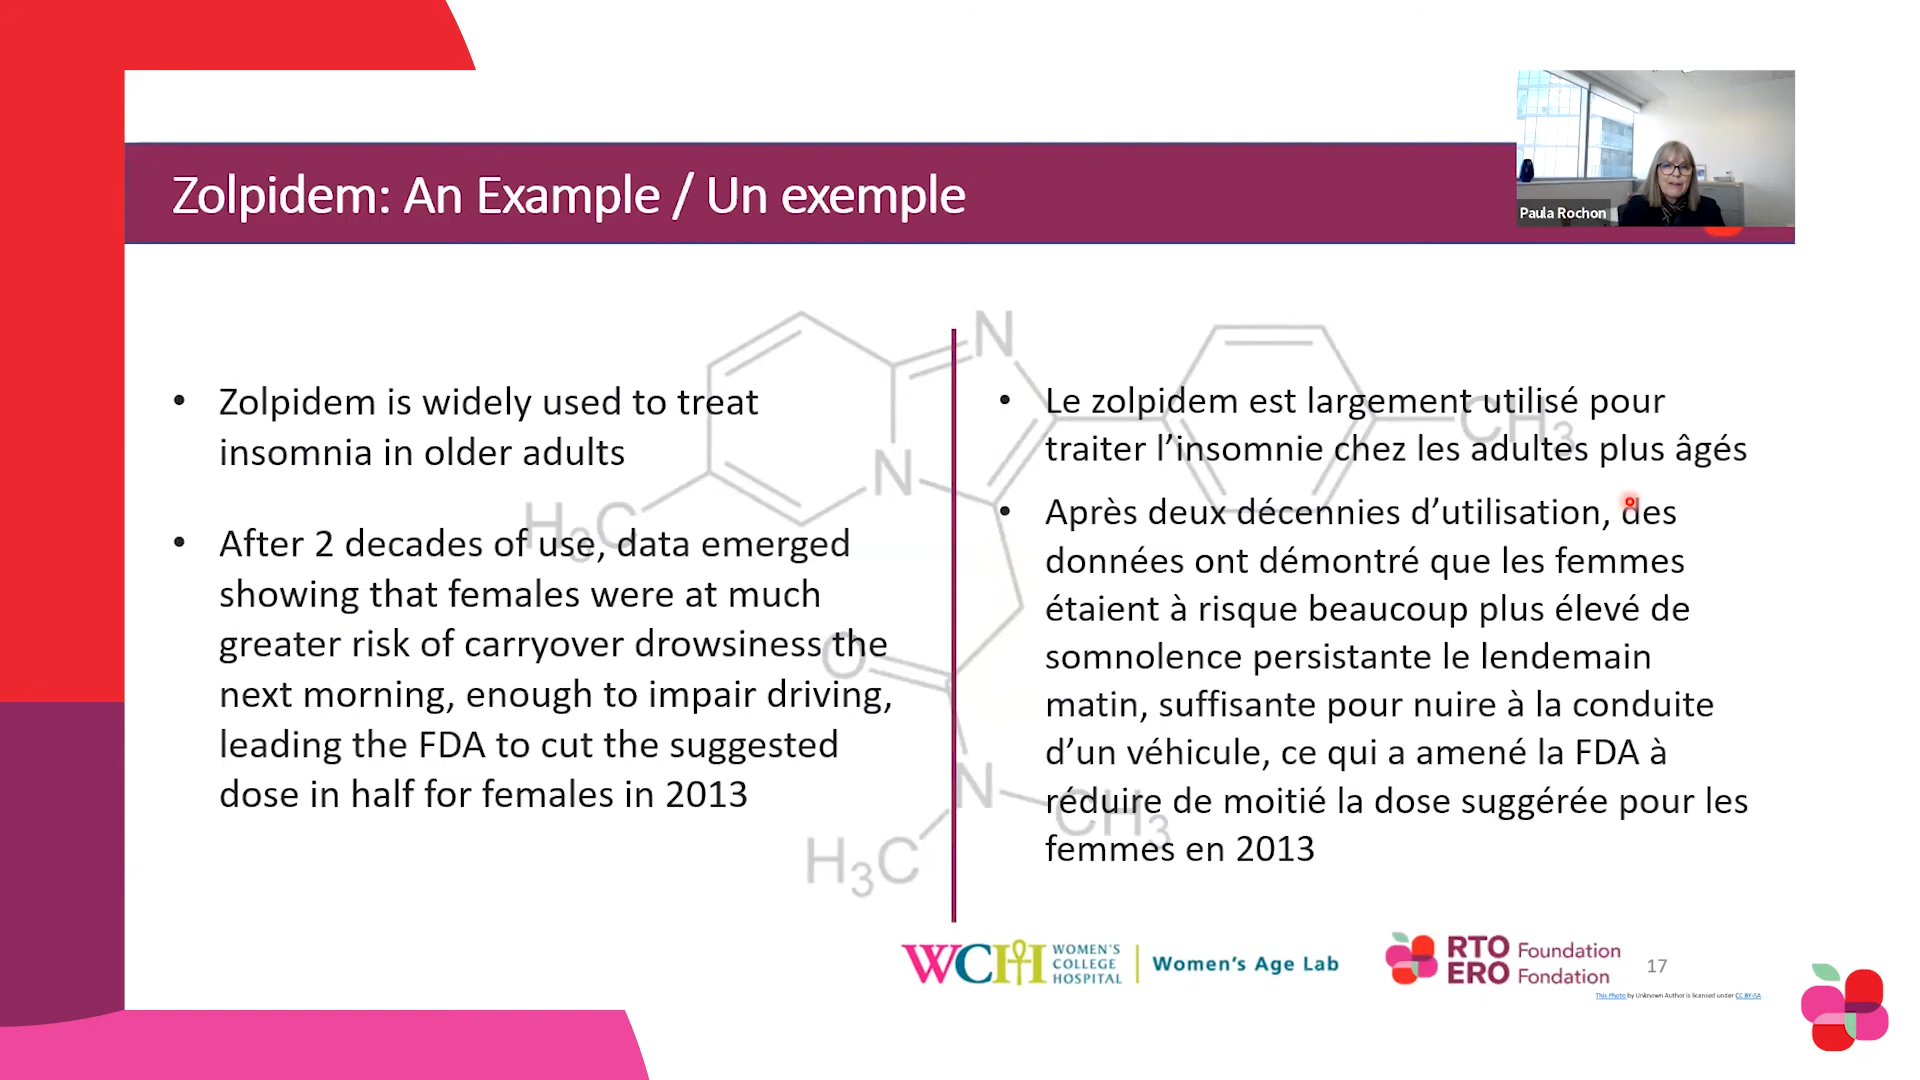 Zolpidem: An Example / Un exemple
Paula Rochon
• Zolpidem is widely used to treat
insomnia in older adults
• After 2 decades of use, data emerged
showing that females were at much
greater risk of carryover drowsiness the
next morning, enough to impair driving,
leading the FDA to cut the suggested
dose in half for females in 2013
• Le zolpidem est largement utilisé pour
traiter l’insomnie chez les adultes plus âgés
• Après deux décennies d’utilisation, des
données ont démontré que les femmes
étaient à risque beaucoup plus élevé de
somnolence persistante le lendemain
matin, suffisante pour nuire à la conduite
d’un véhicule, ce qui a amené la FDA à
réduire de moitié la dose suggérée pour les
femmes en 2013
N
N
CH3
H3C
O
N
CH3
H3C
WCH
WOMEN'S
COLLEGE
HOSPITAL
Women's Age Lab
RTO
ERO
Foundation
Fondation
17
This Photo by Unknown Author is licensed under CC BY-SA